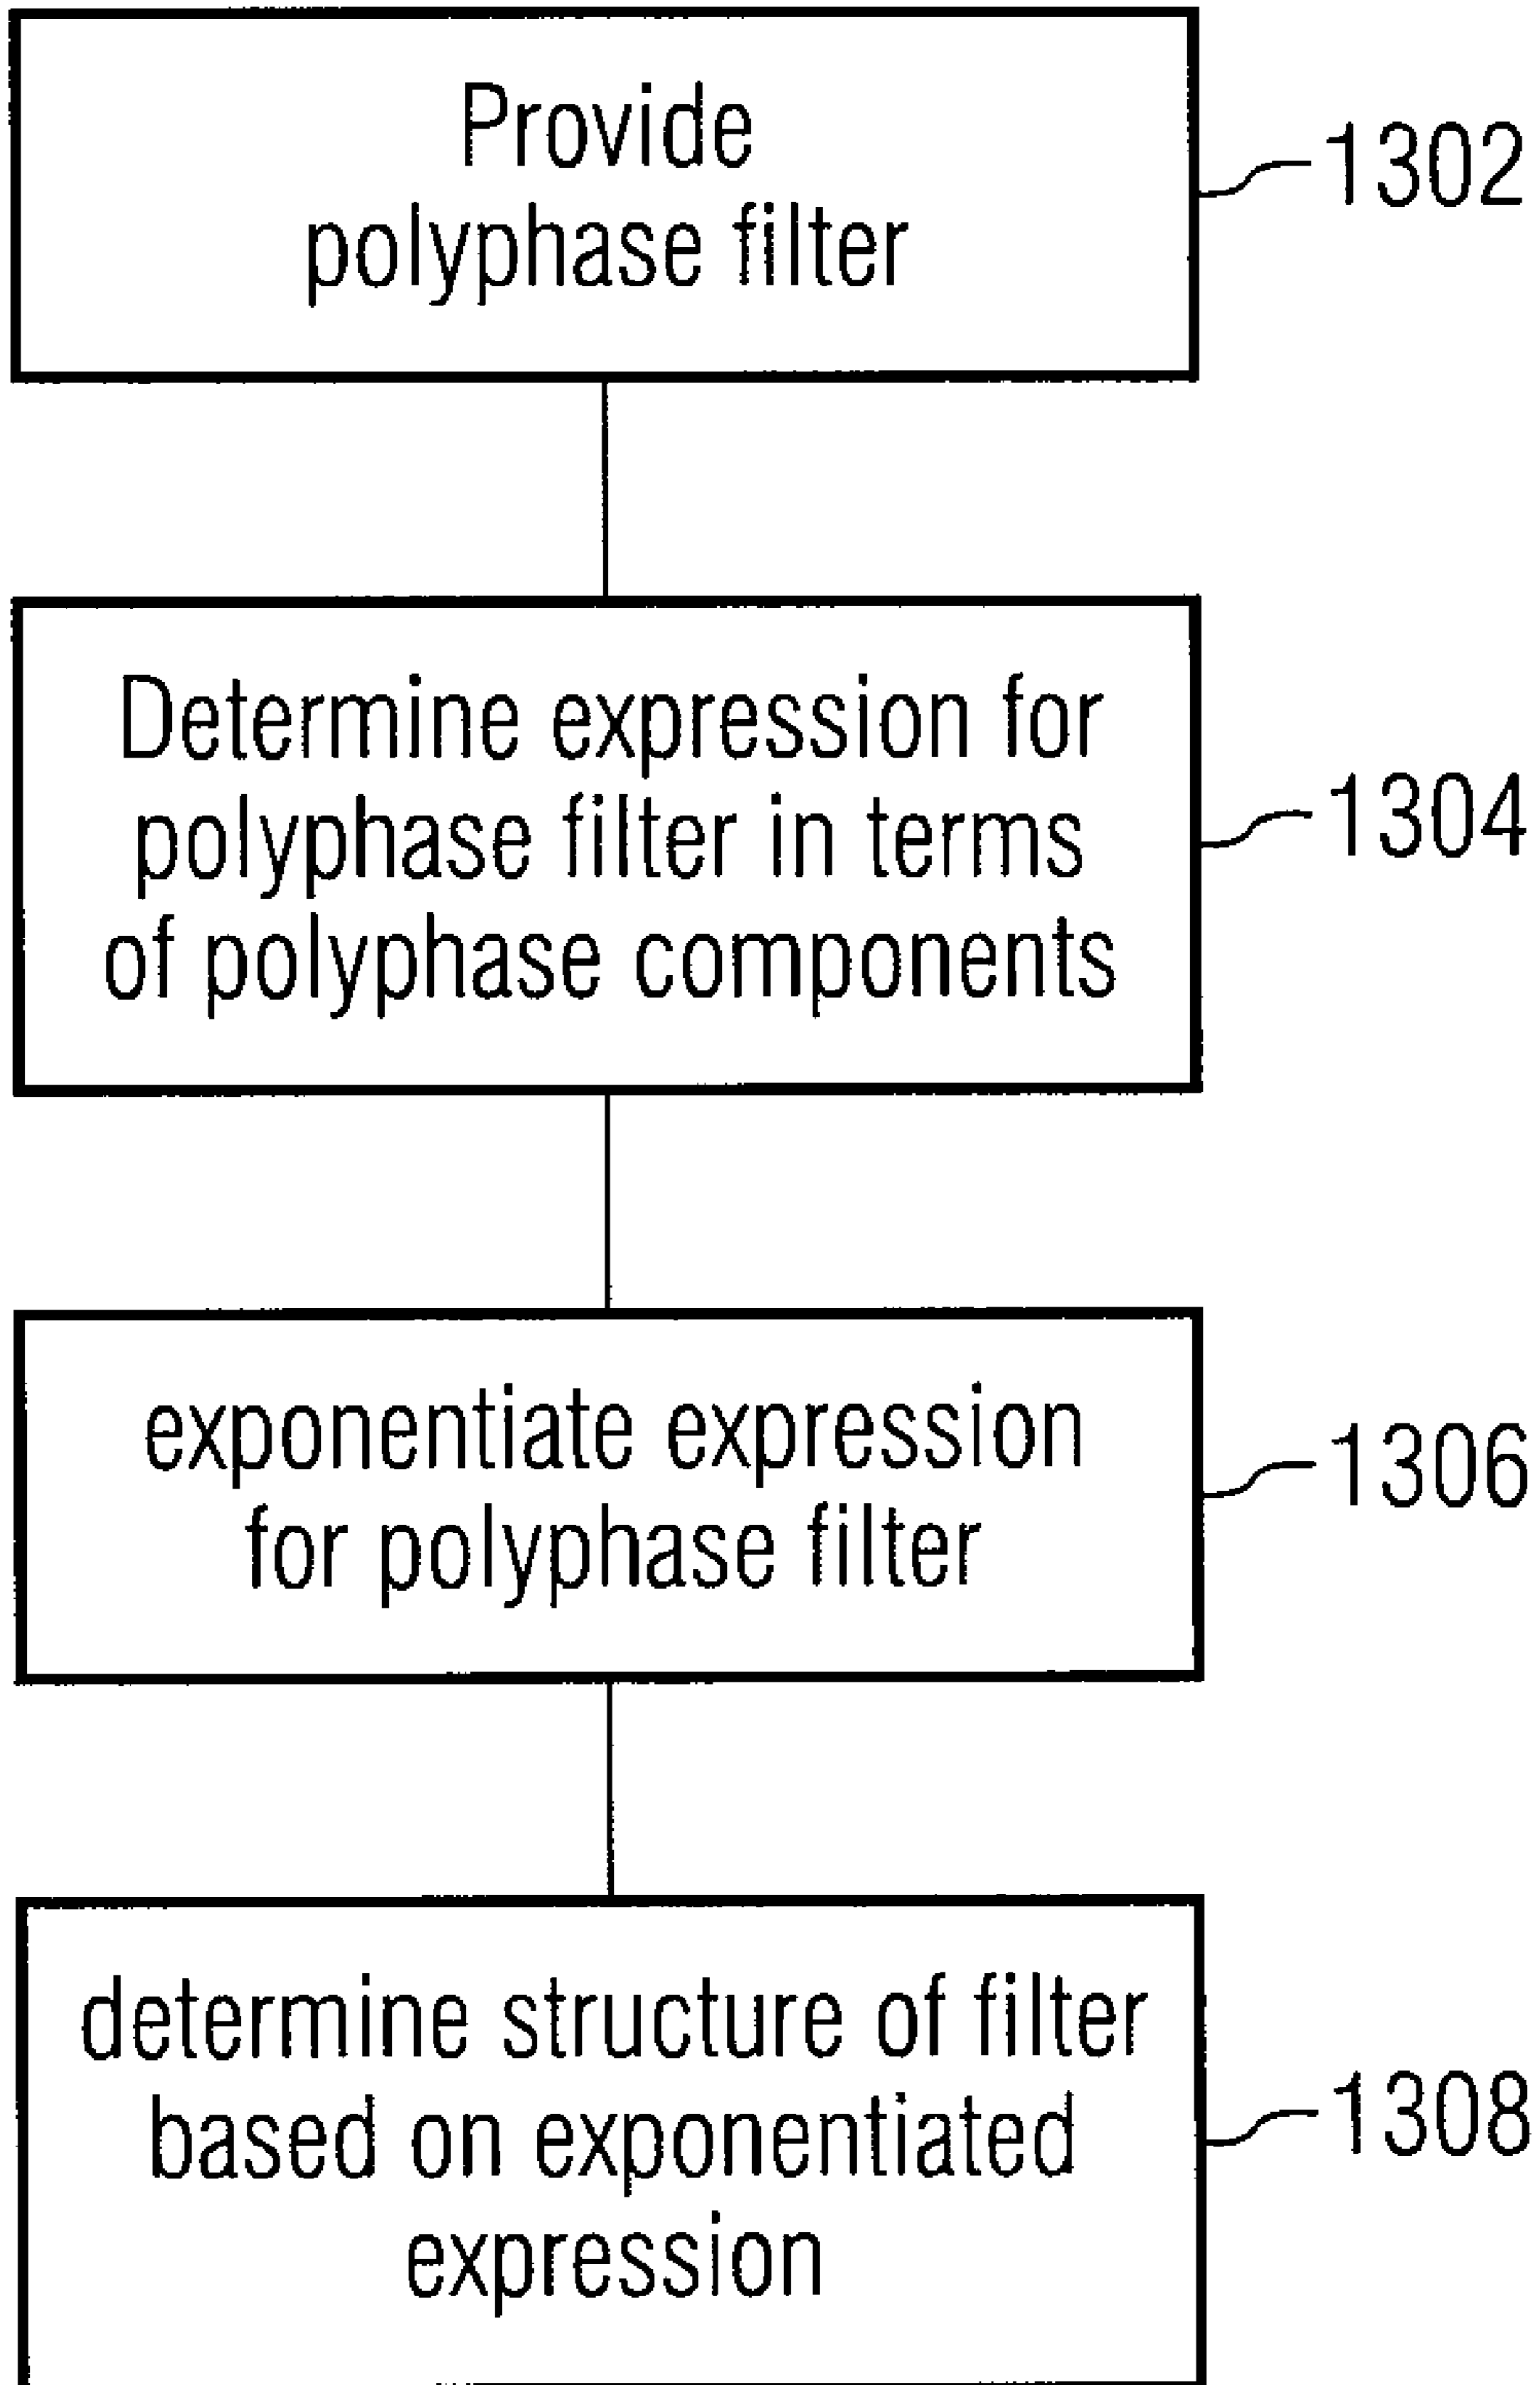 Provide
polyphase filter
1302
Determine expression for
polyphase filter in terms
of polyphase components
1304
exponentiate expression
for polyphase filter
1306
determine structure of filter
based on exponentiated
expression
1308